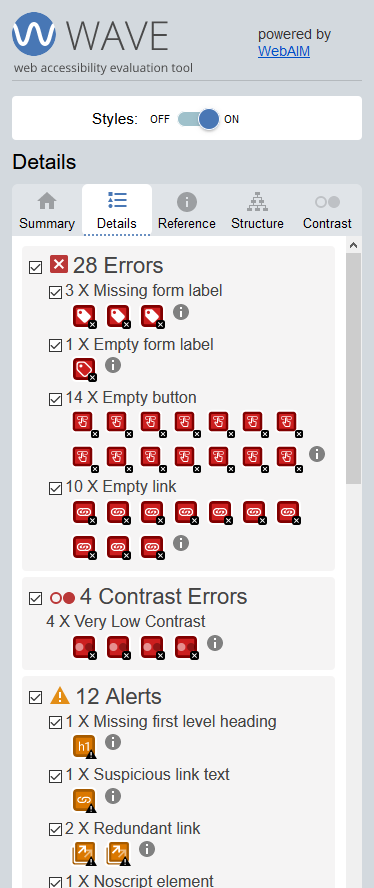 WAVE
powered by
WebAIM
web accessibility evaluation tool
Styles: OFF ON
Details
Summary Details Reference Structure Contrast
28 Errors
3 X Missing form label
1 X Empty form label
14 X Empty button
10 X Empty link
4 Contrast Errors
4 X Very Low Contrast
12 Alerts
1 X Missing first level heading
h1
1 X Suspicious link text
2 X Redundant link
1 X Noscript element